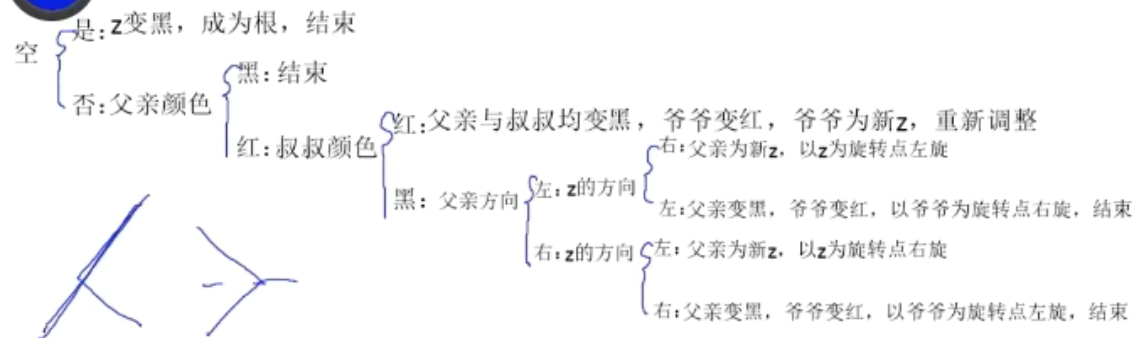 是：z变黑，成为根，结束
空
黑：结束
否：父亲颜色
红：父亲与叔叔均变黑，爷爷变红，爷爷为新z，重新调整
红：叔叔颜色
右：父亲为新z，以z为旋转点左旋
左：z的方向
黑：父亲方向
左：父亲变黑，爷爷变红，以爷爷为旋转点右旋，结束
右：z的方向
左：父亲为新z，以z为旋转点右旋
右：父亲变黑，爷爷变红，以爷爷为旋转点左旋，结束